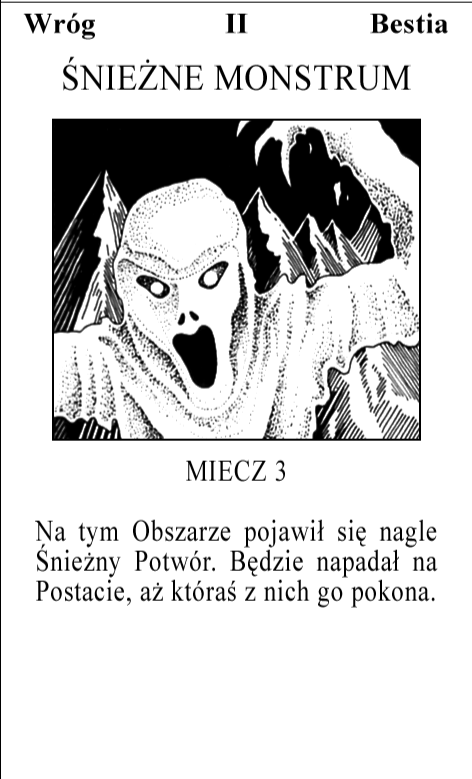 Wróg II Bestia
ŚNIEŻNE MONSTRUM
MIECZ 3
Na tym Obszarze pojawił się nagle
Śnieżny Potwór. Będzie napadał na
Postacie, aż któraś z nich go pokona.